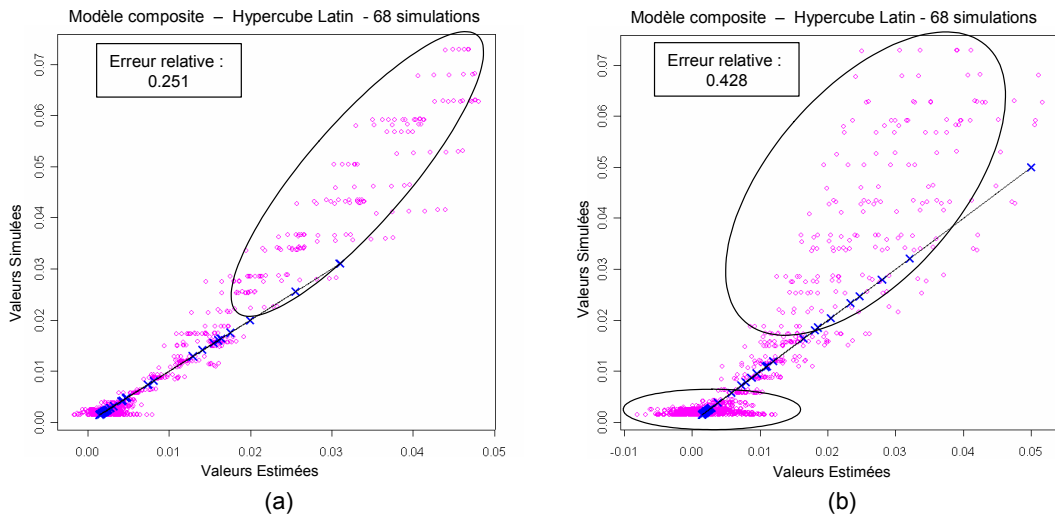 Modèle composite – Hypercube Latin - 68 simulations
Erreur relative :
0.251
Valeurs Simulées
0.07
0.06
0.05
0.04
0.03
0.02
0.01
0.00
0.00 0.01 0.02 0.03 0.04 0.05
Valeurs Estimées
(a)
Modèle composite – Hypercube Latin - 68 simulations
Erreur relative :
0.428
Valeurs Simulées
0.07
0.06
0.05
0.04
0.03
0.02
0.01
0.00
-0.01 0.00 0.01 0.02 0.03 0.04 0.05
Valeurs Estimées
(b)